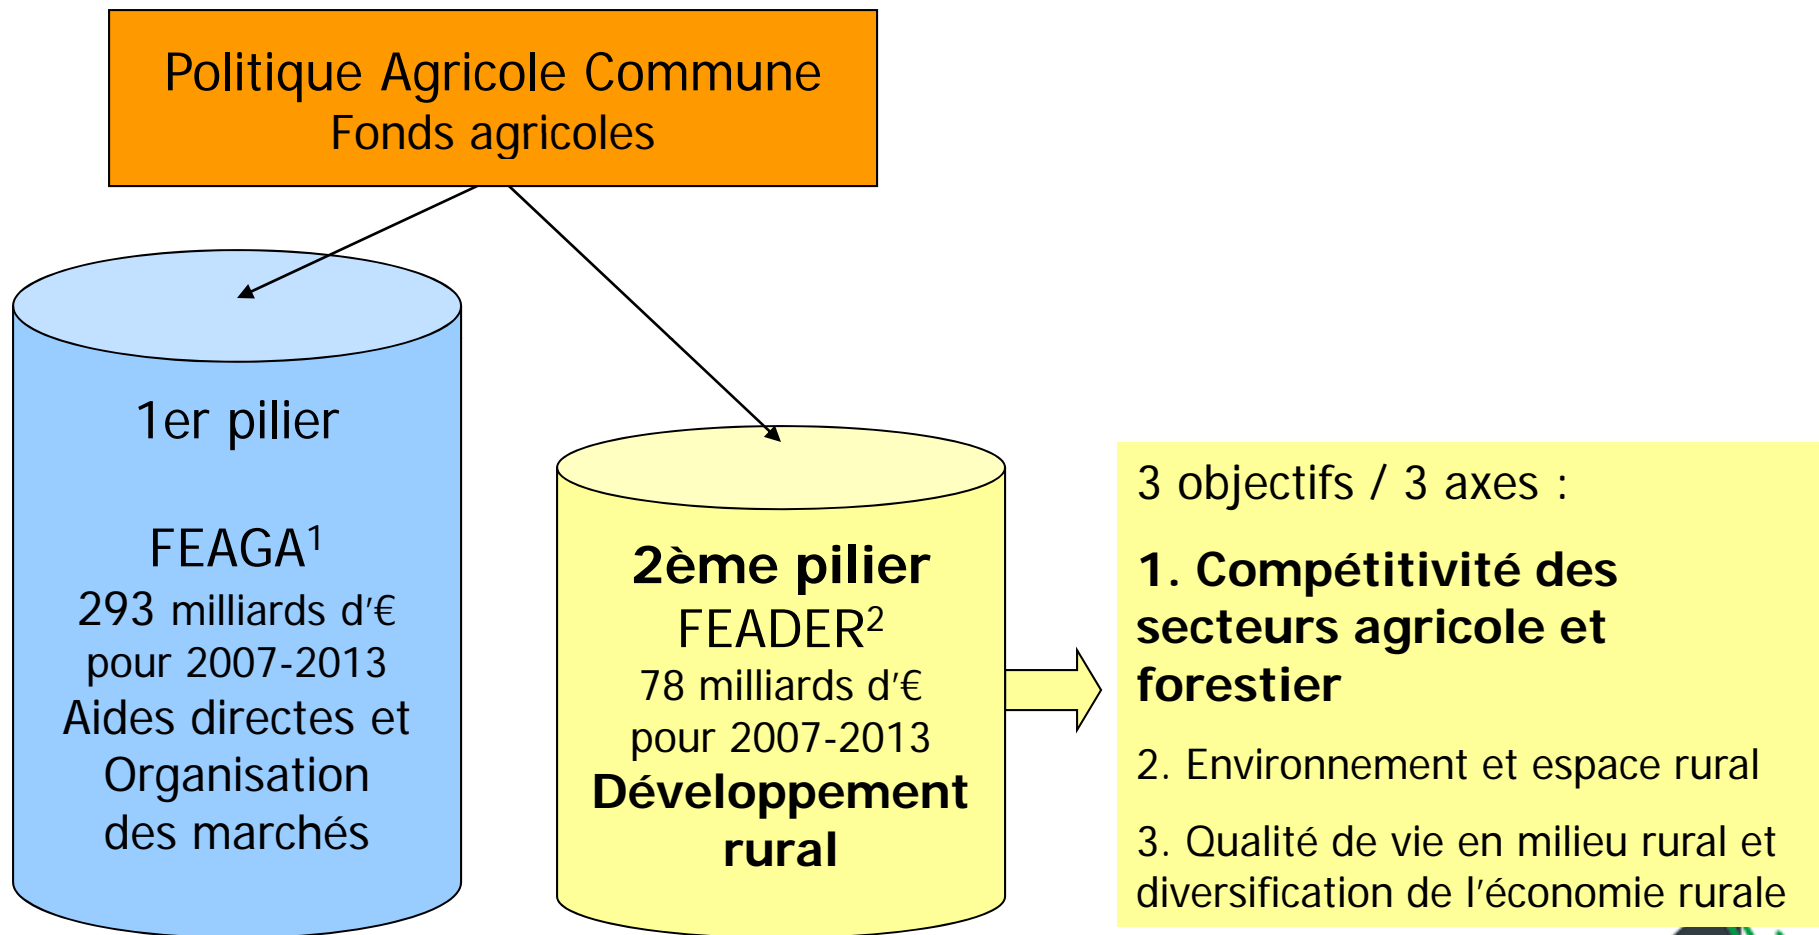 Politique Agricole Commune
Fonds agricoles
1er pilier
FEAGA¹
293 milliards d'€
pour 2007-2013
Aides directes et
Organisation
des marchés
2ème pilier
FEADER²
78 milliards d'€
pour 2007-2013
Développement
rural
3 objectifs / 3 axes :
1. Compétitivité des
secteurs agricole et
forestier
2. Environnement et espace rural
3. Qualité de vie en milieu rural et
diversification de l'économie rurale